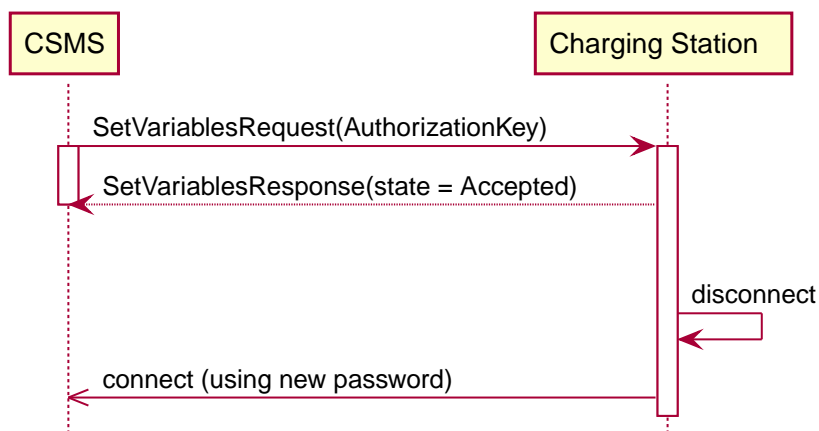 CSMS
Charging Station
SetVariablesRequest(AuthorizationKey)
SetVariablesResponse(state = Accepted)
disconnect
connect (using new password)